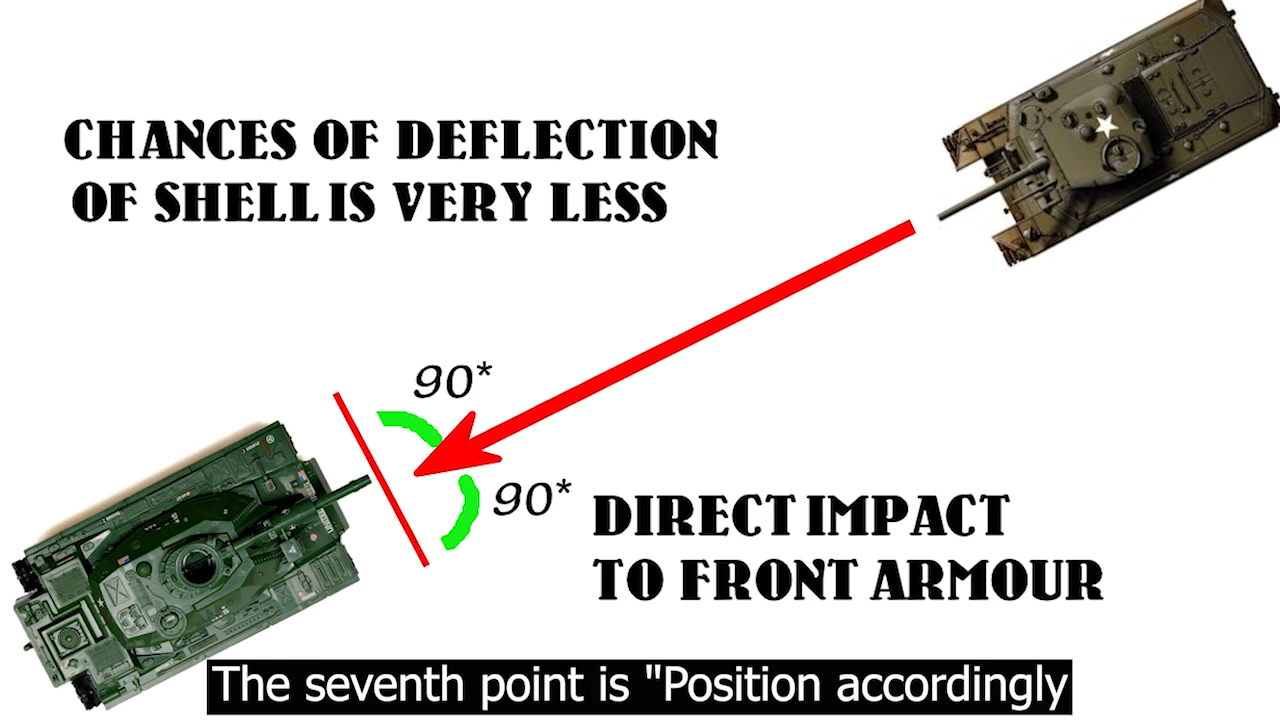 CHANCES OF DEFLECTION
OF SHELL IS VERY LESS
90*
90*
DIRECT IMPACT
TO FRONT ARMOUR
The seventh point is "Position accordingly